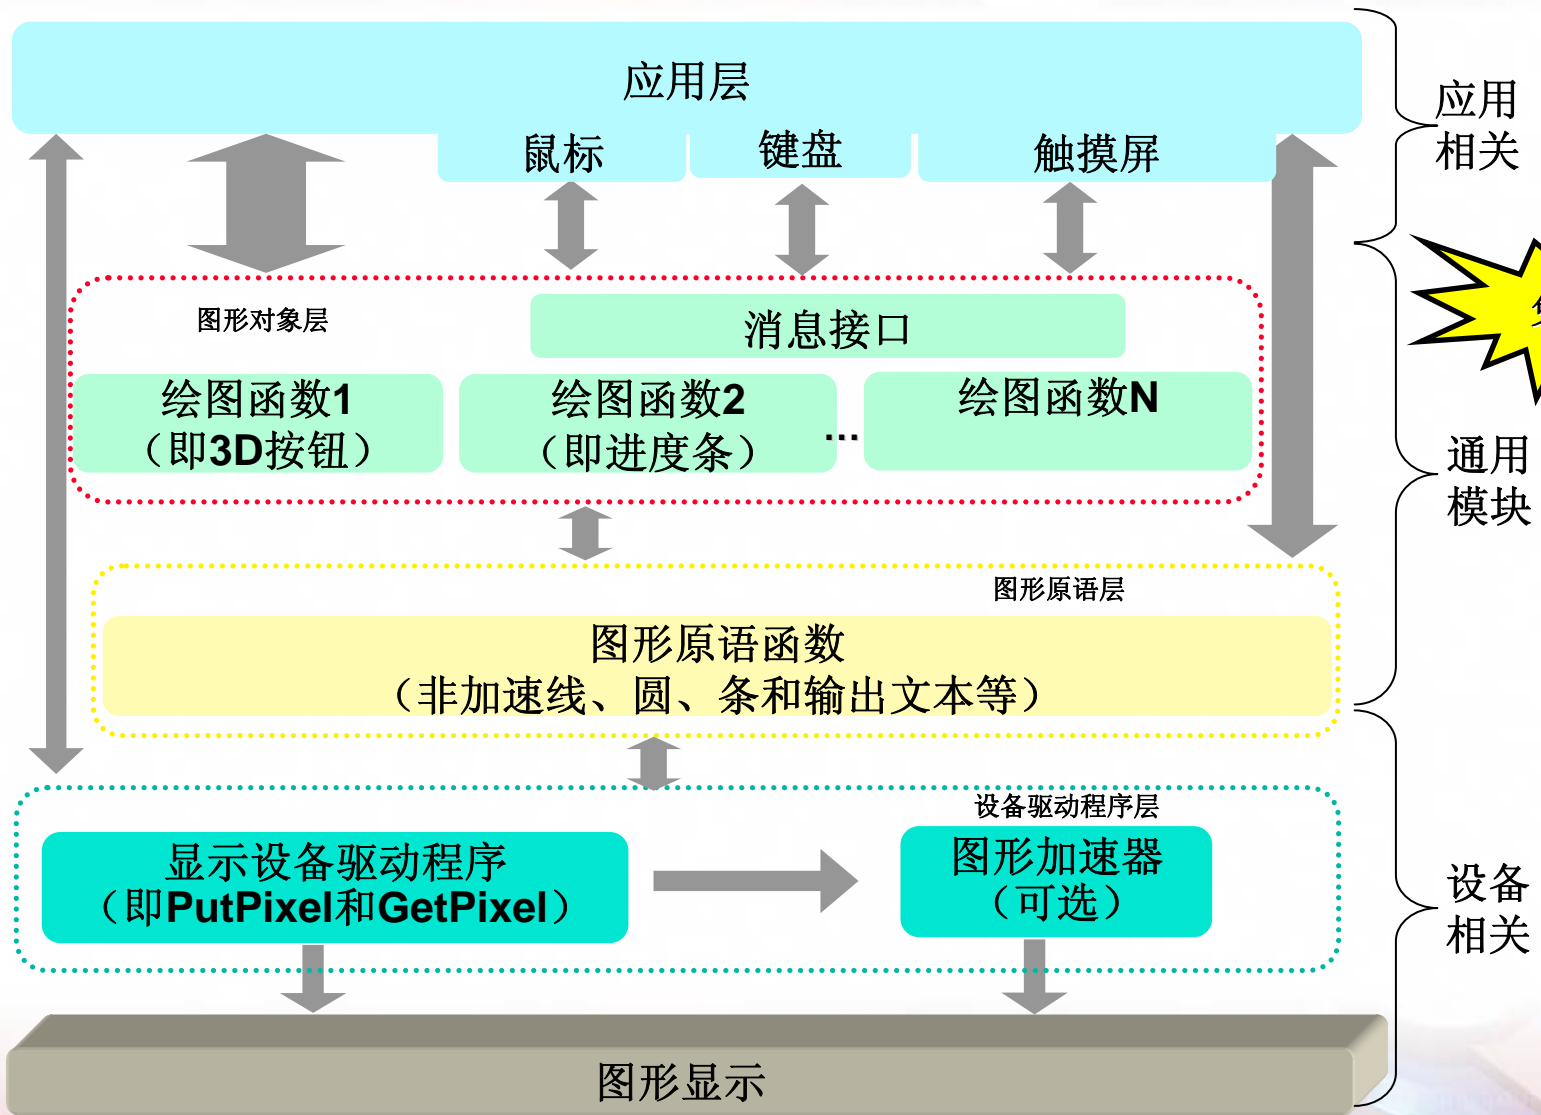 应用层
鼠标
键盘
触摸屏
应用
相关
图形对象层
消息接口
绘图函数1
（即3D按钮）
绘图函数2
（即进度条）
...
绘图函数N
通用
模块
图形原语层
图形原语函数
（非加速线、圆、条和输出文本等）
设备驱动程序层
显示设备驱动程序
（即PutPixel和GetPixel）
图形加速器
（可选）
设备
相关
图形显示